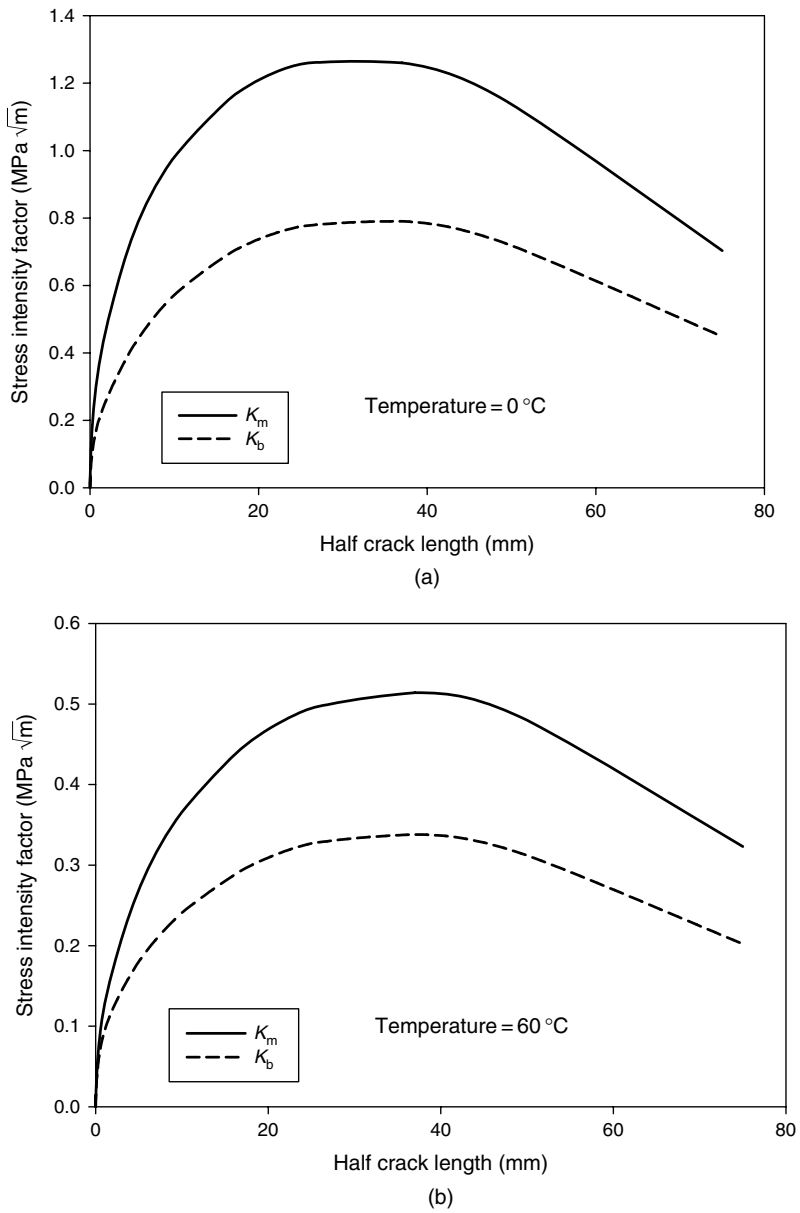 1.4
1.2
1.0
0.8
0.6
0.4
0.2
0.0
Stress intensity factor (MPa √m)
Km
Kb
Temperature = 0 °C
0 20 40 60 80
Half crack length (mm)
(a)
0.6
0.5
0.4
0.3
0.2
0.1
0.0
Stress intensity factor (MPa √m)
Km
Kb
Temperature = 60 °C
0 20 40 60 80
Half crack length (mm)
(b)